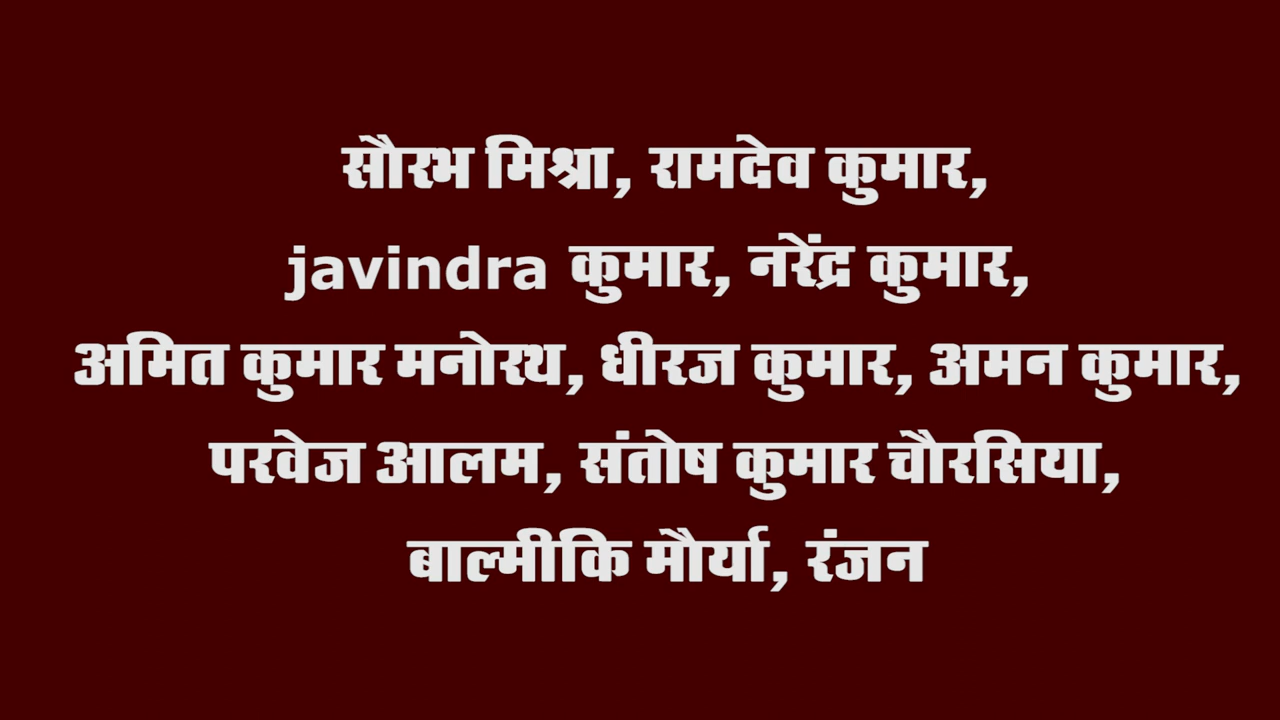 सौरभ मिश्रा, रामदेव कुमार,
javindra कुमार, नरेंद्र कुमार,
अमित कुमार मनोरथ, धीरज कुमार, अमन कुमार,
परवेज आलम, संतोष कुमार चौरसिया,
बाल्मीकि मौर्या, रंजन